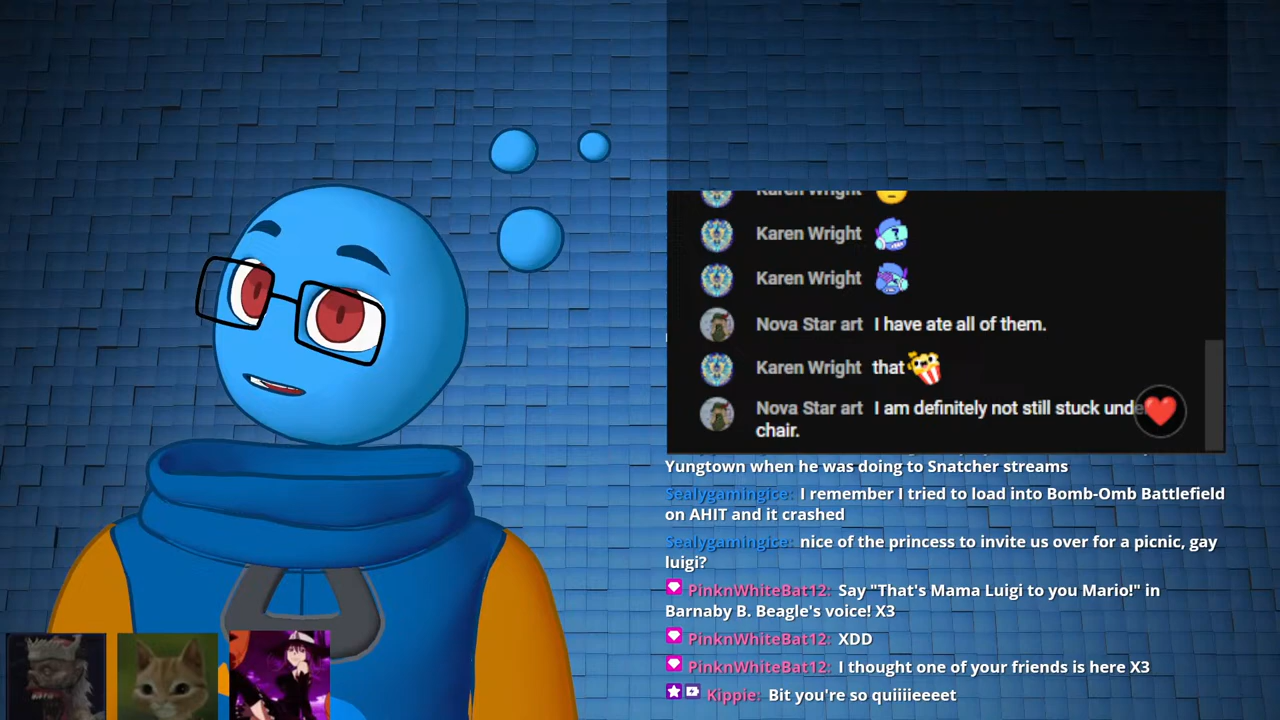 Karen Wright
Karen Wright
Karen Wright
Nova Star art I have ate all of them.
Karen Wright that
Nova Star art I am definitely not still stuck unde
chair.
Yungtown when he was doing to Snatcher streams
Sealygamingice: I remember I tried to load into Bomb-Omb Battlefield
on AHIT and it crashed
Sealygamingice: nice of the princess to invite us over for a picnic, gay
luigi?
PinknWhiteBat12: Say "That's Mama Luigi to you Mario!" in
Barnaby B. Beagle's voice! X3
PinknWhiteBat12: XDD
PinknWhiteBat12: I thought one of your friends is here X3
Kippie: Bit you're so quiiiieeeet